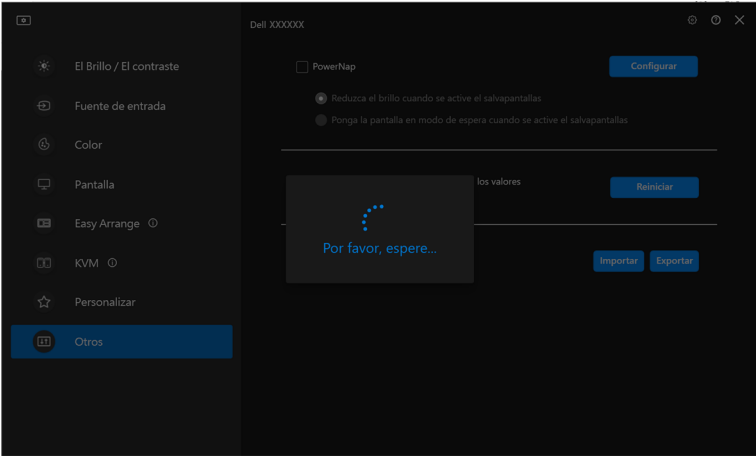 Dell XXXXXX
El Brillo / El contraste
Fuente de entrada
Color
Pantalla
Easy Arrange
KVM
Personalizar
Otros
PowerNap
Configurar
Reduzca el brillo cuando se active el salvapantallas
Ponga la pantalla en modo de espera cuando se active el salvapantallas
los valores
Reiniciar
Por favor, espere...
Importar
Exportar